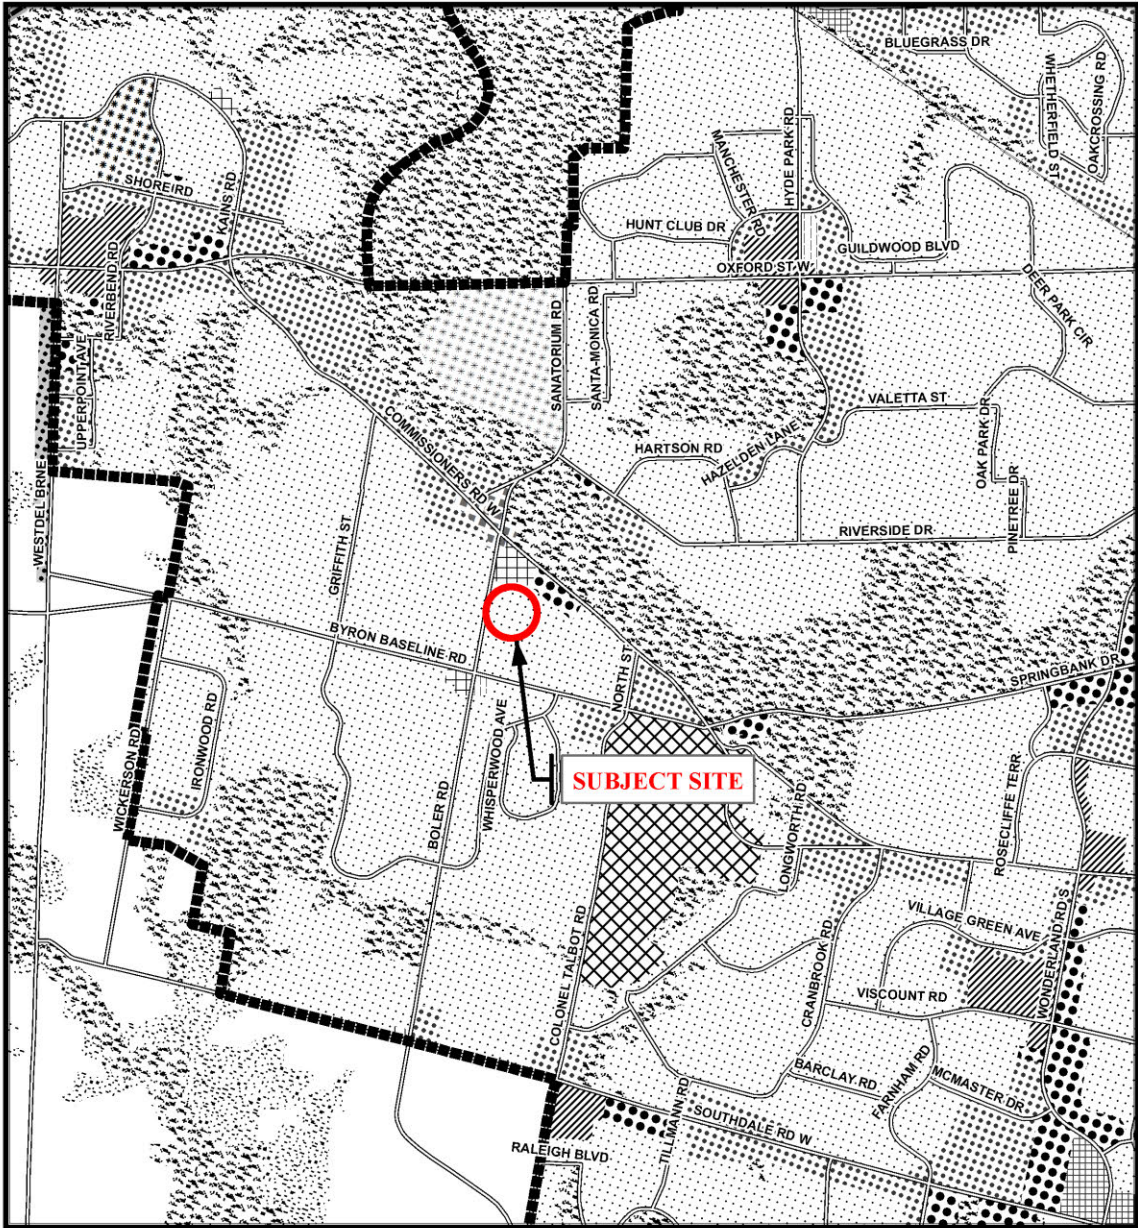 BLUEGRASS DR
WHETHERFIELD ST
OAKCROSSING RD
HYDE PARK RD
MANCHESTER RD
SHORE RD
KAINS RD
HUNT CLUB DR
GUILDWOOD BLVD
OXFORD ST W
RIVERBEND RD
DEER PARK CIR
UPPERPOINT AVE
SANATORIUM RD
SANTA-MONICA RD
COMMISSIONERS RD W
VALETTA ST
OAK PARK DR
HARTSON RD
HAZELDEN LANE
WESTDEL BRNE
GRIFFITH ST
RIVERSIDE DR
PINETREE DR
BYRON BASELINE RD
NORTH ST
SPRINGBANK DR
IRONWOOD RD
WICKERSON RD
WHISPERWOOD AVE
BOLER RD
SUBJECT SITE
LONGWORTH RD
ROSECLIFFE TERR
VILLAGE GREEN AVE
WONDERLAND RD S
COLONEL TALBOT RD
CRANBROOK RD
VISCOUNT RD
BARCLAY RD
FARNHAM RD
MCMASTER DR
TILLMANN RD
SOUTHDALE RD W
RALEIGH BLVD